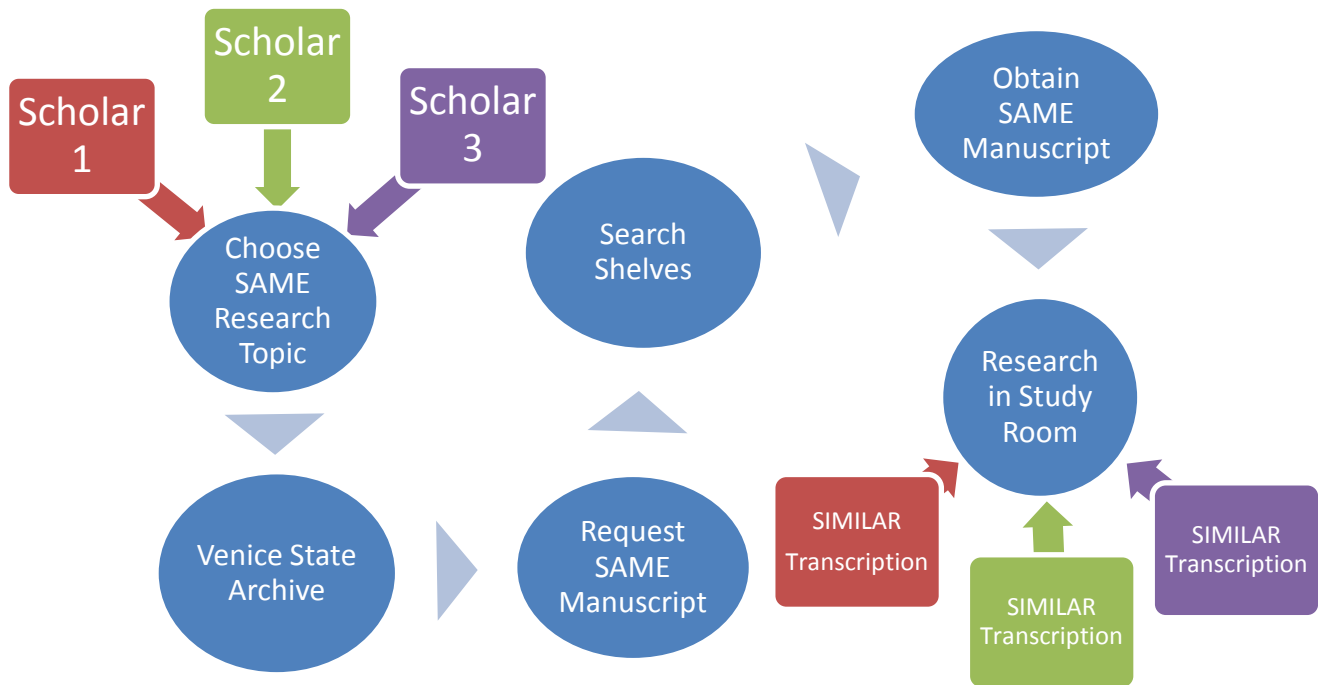 Scholar
1
Scholar
2
Scholar
3
Choose
SAME
Research
Topic
Venice State
Archive
Request
SAME
Manuscript
Search
Shelves
Obtain
SAME
Manuscript
Research
in Study
Room
SIMILAR
Transcription
SIMILAR
Transcription
SIMILAR
Transcription